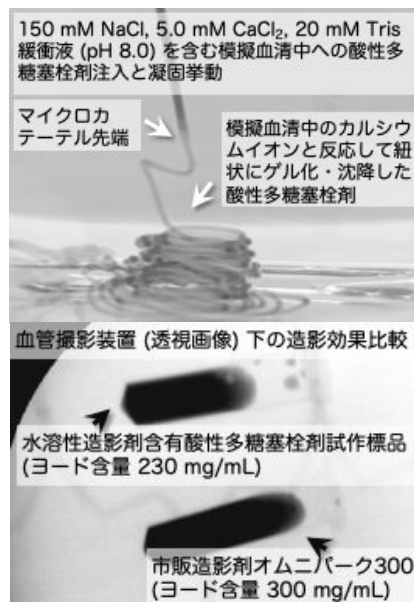 150 mM NaCl, 5.0 mM CaCl₂, 20 mM Tris
緩衝液 (pH 8.0) を含む模擬血清中への酸性多
糖塞栓剤注入と凝固挙動
マイクロカ
テーテル先端
模擬血清中のカルシウ
ムイオンと反応して紐
状にゲル化・沈降した
酸性多糖塞栓剤
血管撮影装置 (透視画像) 下の造影効果比較
水溶性造影剤含有酸性多糖塞栓剤試作標品
(ヨード含量 230 mg/mL)
市販造影剤オムニパーク300
(ヨード含量 300 mg/mL)